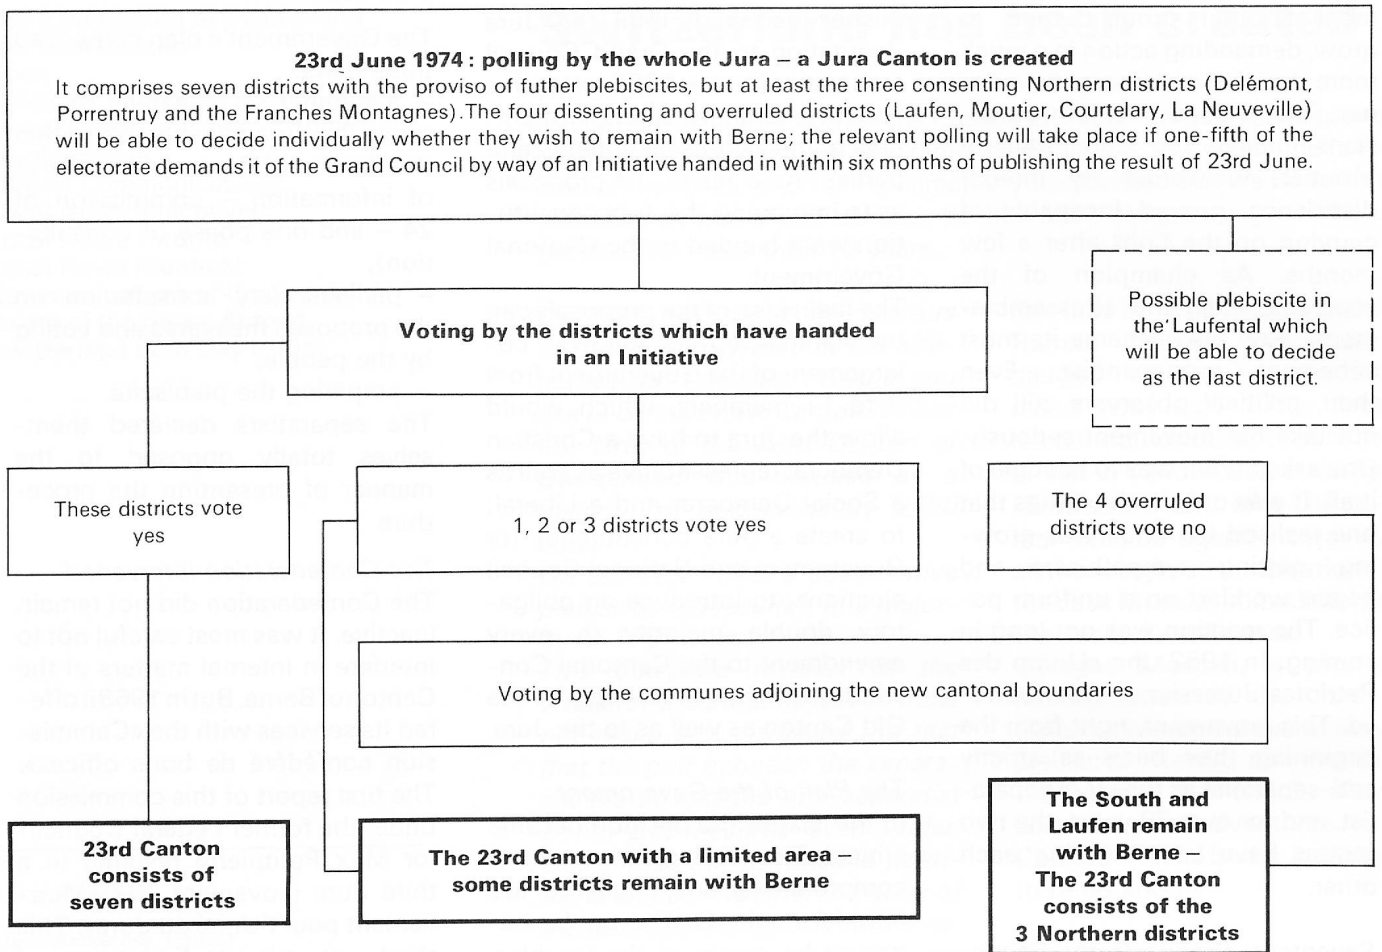 23rd June 1974 : polling by the whole Jura – a Jura Canton is created
It comprises seven districts with the proviso of futher plebiscites, but at least the three consenting Northern districts (Delémont,
Porrentruy and the Franches Montagnes). The four dissenting and overruled districts (Laufen, Moutier, Courtelary, La Neuveville)
will be able to decide individually whether they wish to remain with Berne; the relevant polling will take place if one-fifth of the
electorate demands it of the Grand Council by way of an Initiative handed in within six months of publishing the result of 23rd June.
Voting by the districts which have handed
in an Initiative
Possible plebiscite in
the Laufental which
will be able to decide
as the last district.
These districts vote
yes
1, 2 or 3 districts vote yes
The 4 overruled
districts vote no
Voting by the communes adjoining the new cantonal boundaries
23rd Canton
consists of
seven districts
The 23rd Canton with a limited area -
some districts remain with Berne
The South and
Laufen remain
with Berne -
The 23rd Canton
consists of the
3 Northern districts